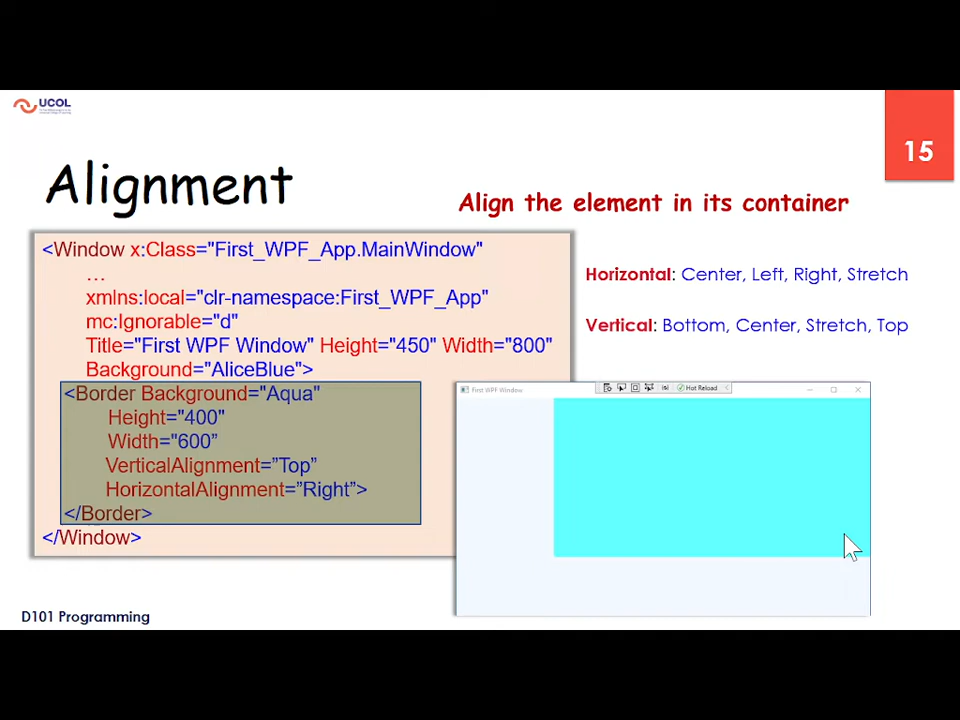 UCOL
15
Alignment
Align the element in its container
<Window x:Class="First_WPF_App.MainWindow"
...
xmlns:local="clr-namespace:First_WPF_App"
mc:Ignorable="d"
Title="First WPF Window" Height="450" Width="800"
Background="AliceBlue">
<Border Background="Aqua"
Height="400"
Width="600”
VerticalAlignment=”Top”
HorizontalAlignment=”Right”>
</Border>
</Window>
Horizontal: Center, Left, Right, Stretch
Vertical: Bottom, Center, Stretch, Top
First WPF Window
Hot Reload
D101 Programming